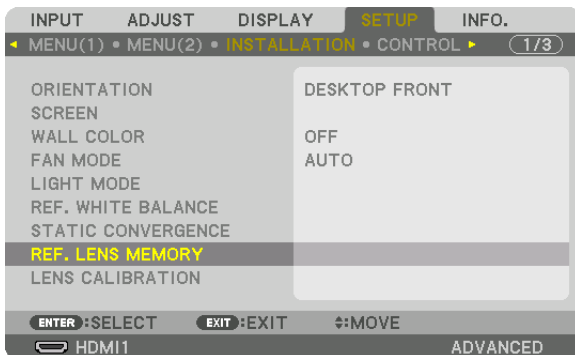 INPUT ADJUST DISPLAY SETUP INFO.
MENU(1) • MENU(2) • INSTALLATION • CONTROL 1/3
ORIENTATION DESKTOP FRONT
SCREEN
WALL COLOR OFF
FAN MODE AUTO
LIGHT MODE
REF. WHITE BALANCE
STATIC CONVERGENCE
REF. LENS MEMORY
LENS CALIBRATION
ENTER :SELECT EXIT :EXIT :MOVE
HDMI1 ADVANCED